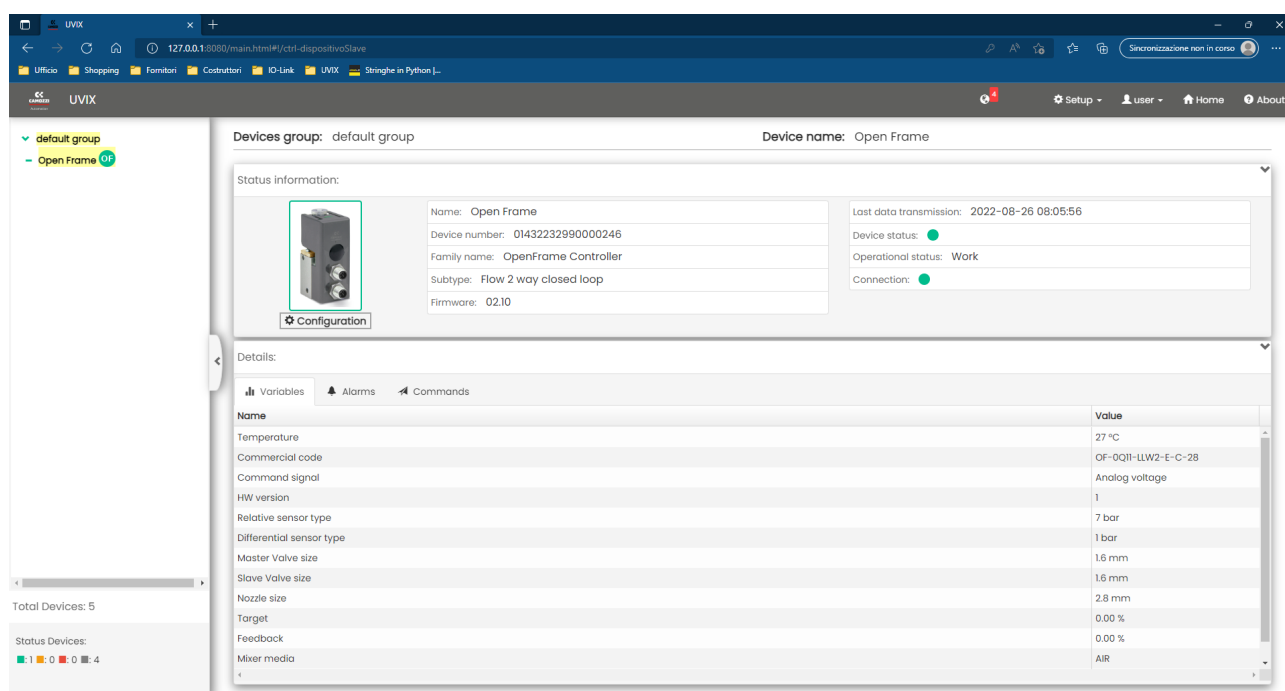 UVIX
127.0.0.1:8080/main.html#!/ctrl-dispositivoSlave
Sincronizzazione non in corso
Ufficio Shopping Fornitori Costruttori IO-Link UVIX Stringhe in Python |...
CAMOZZI UVIX 4 Setup user Home About
default group
Open Frame OF
Devices group: default group Device name: Open Frame
Status information:
Name: Open Frame Last data transmission: 2022-08-26 08:05:56
Device number: 01432232990000246 Device status:
Family name: OpenFrame Controller Operational status: Work
Subtype: Flow 2 way closed loop Connection:
Firmware: 02.10
Configuration
Details:
Variables Alarms Commands
Name Value
Temperature 27 °C
Commercial code OF-0Q11-LLW2-E-C-28
Command signal Analog voltage
HW version 1
Relative sensor type 7 bar
Differential sensor type 1 bar
Master Valve size 1.6 mm
Slave Valve size 1.6 mm
Nozzle size 2.8 mm
Target 0.00 %
Feedback 0.00 %
Mixer media AIR
Total Devices: 5
Status Devices:
: 1 : 0 : 0 : 4